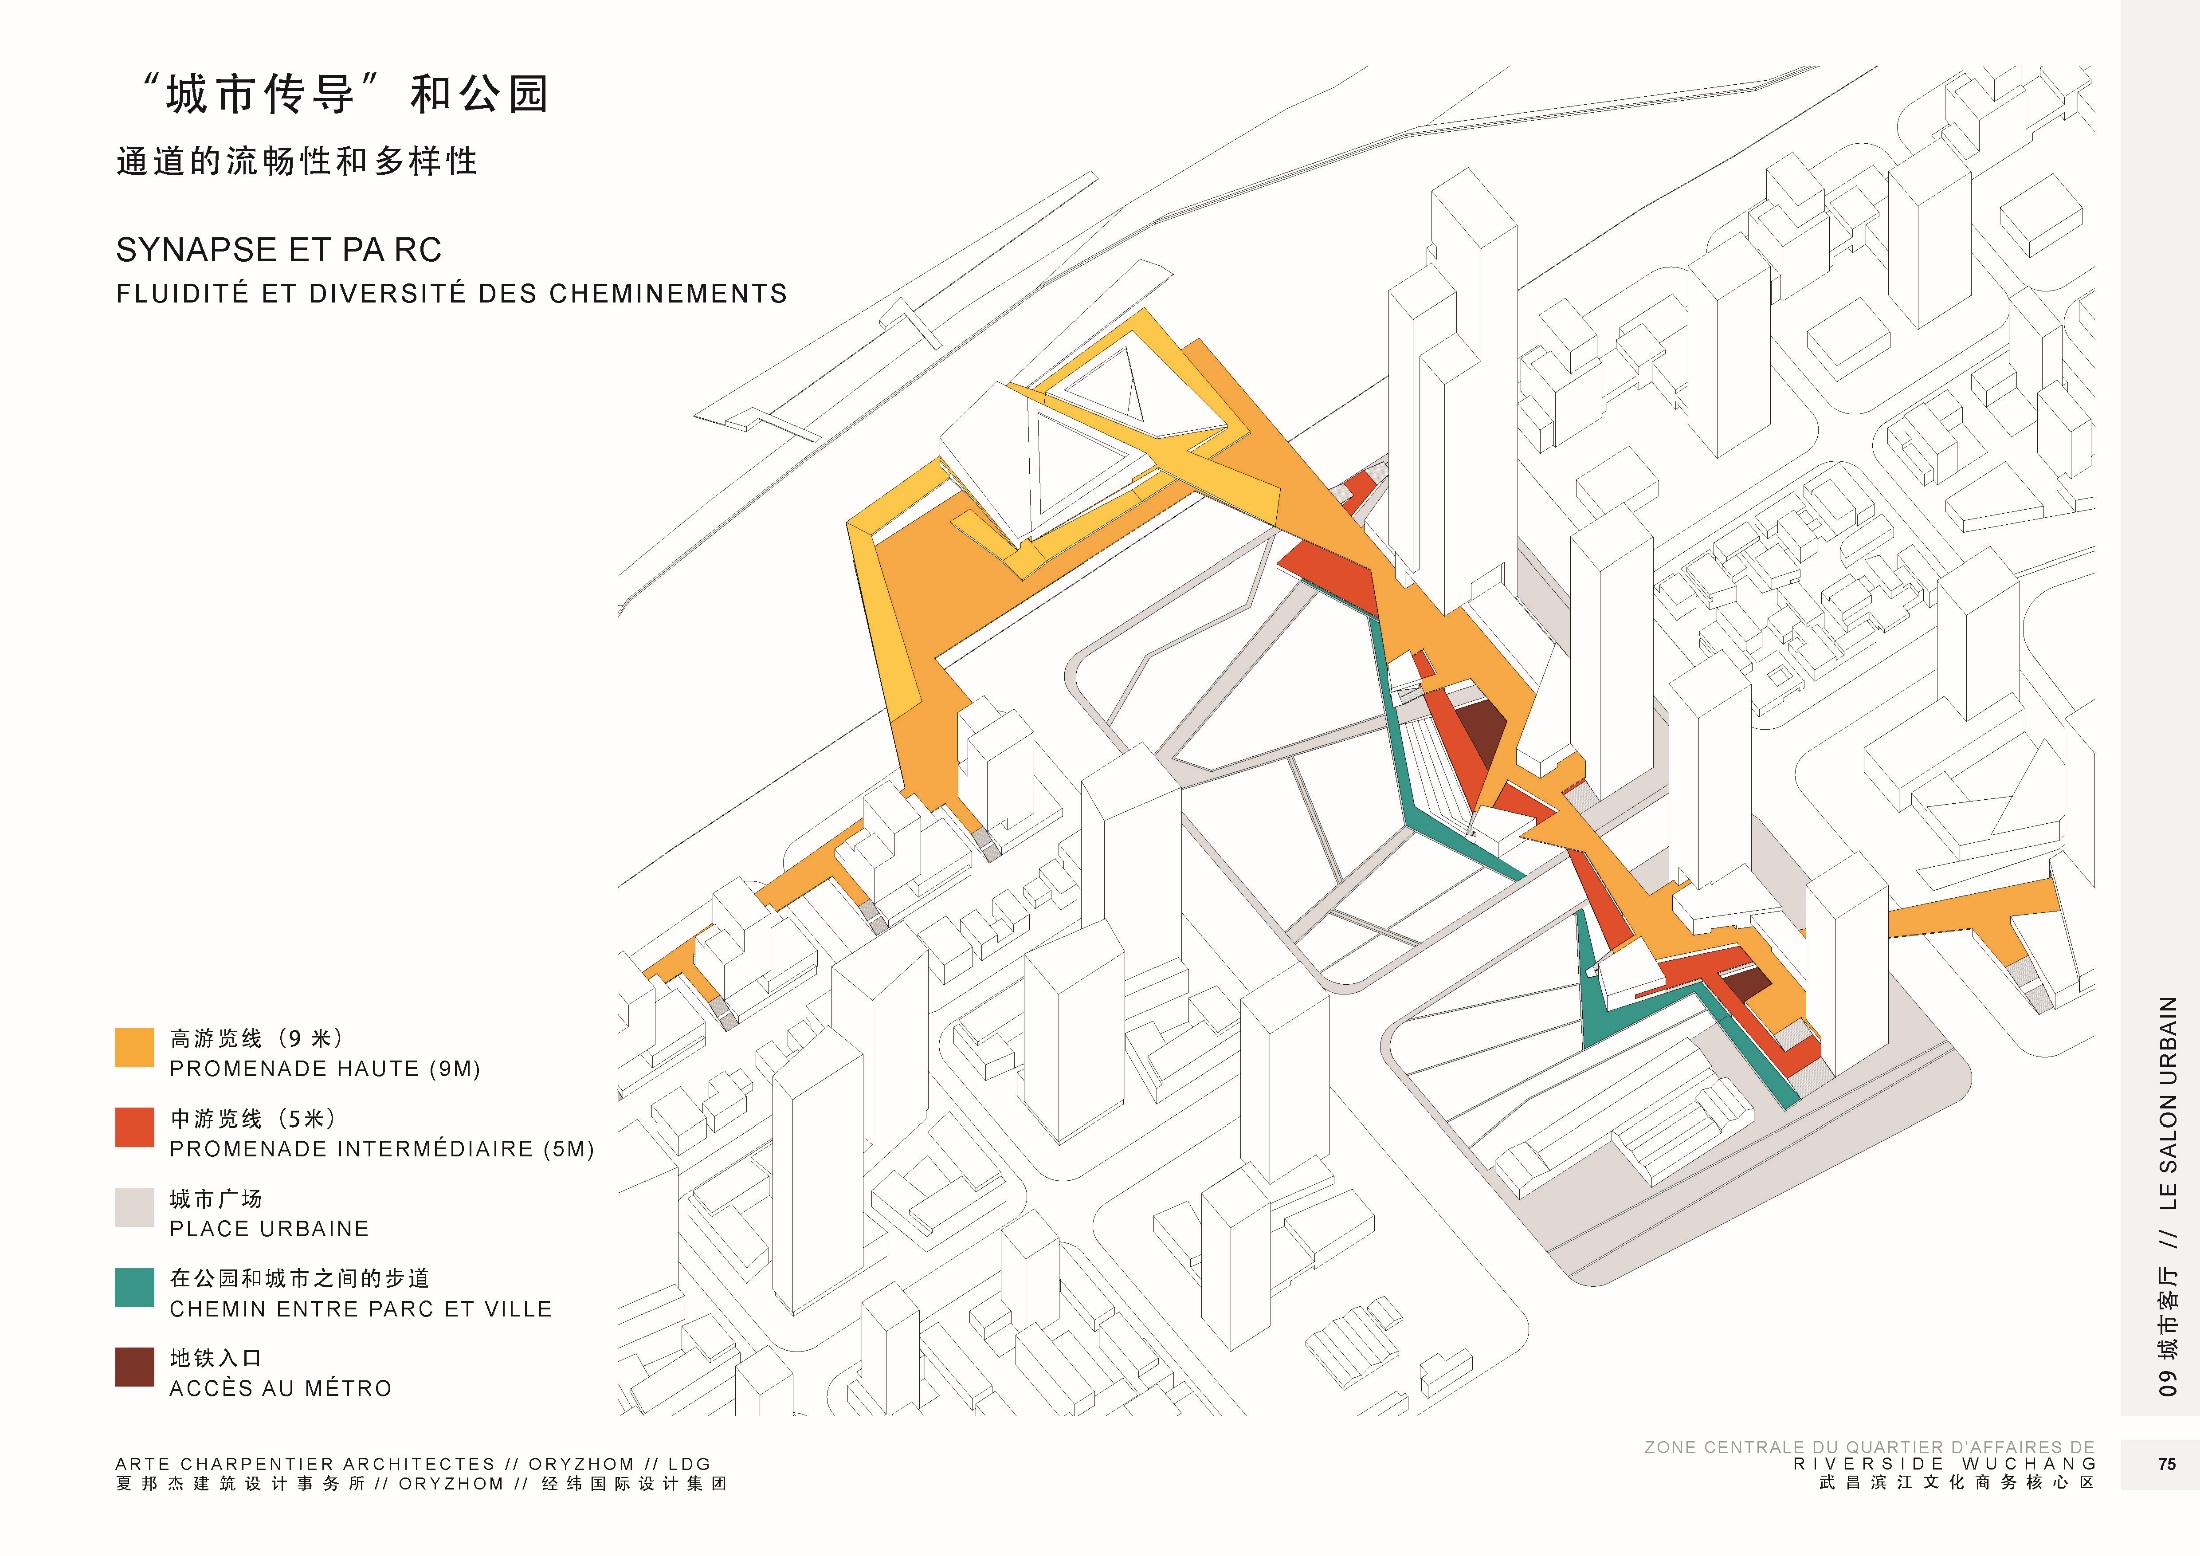 “城市传导”和公园
通道的流畅性和多样性
SYNAPSE ET PA RC
FLUIDITÉ ET DIVERSITÉ DES CHEMINEMENTS
高游览线（9 米）
PROMENADE HAUTE (9M)
中游览线（5米）
PROMENADE INTERMÉDIAIRE (5M)
城市广场
PLACE URBAINE
在公园和城市之间的步道
CHEMIN ENTRE PARC ET VILLE
地铁入口
ACCÈS AU MÉTRO
ARTE CHARPENTIER ARCHITECTES // ORYZHOM // LDG
夏邦杰建筑设计事务所 // ORYZHOM // 经纬国际设计集团
09 城市客厅 // LE SALON URBAIN
ZONE CENTRALE DU QUARTIER D'AFFAIRES DE
RIVERSIDE WUCHANG
武昌滨江文化商务核心区
75